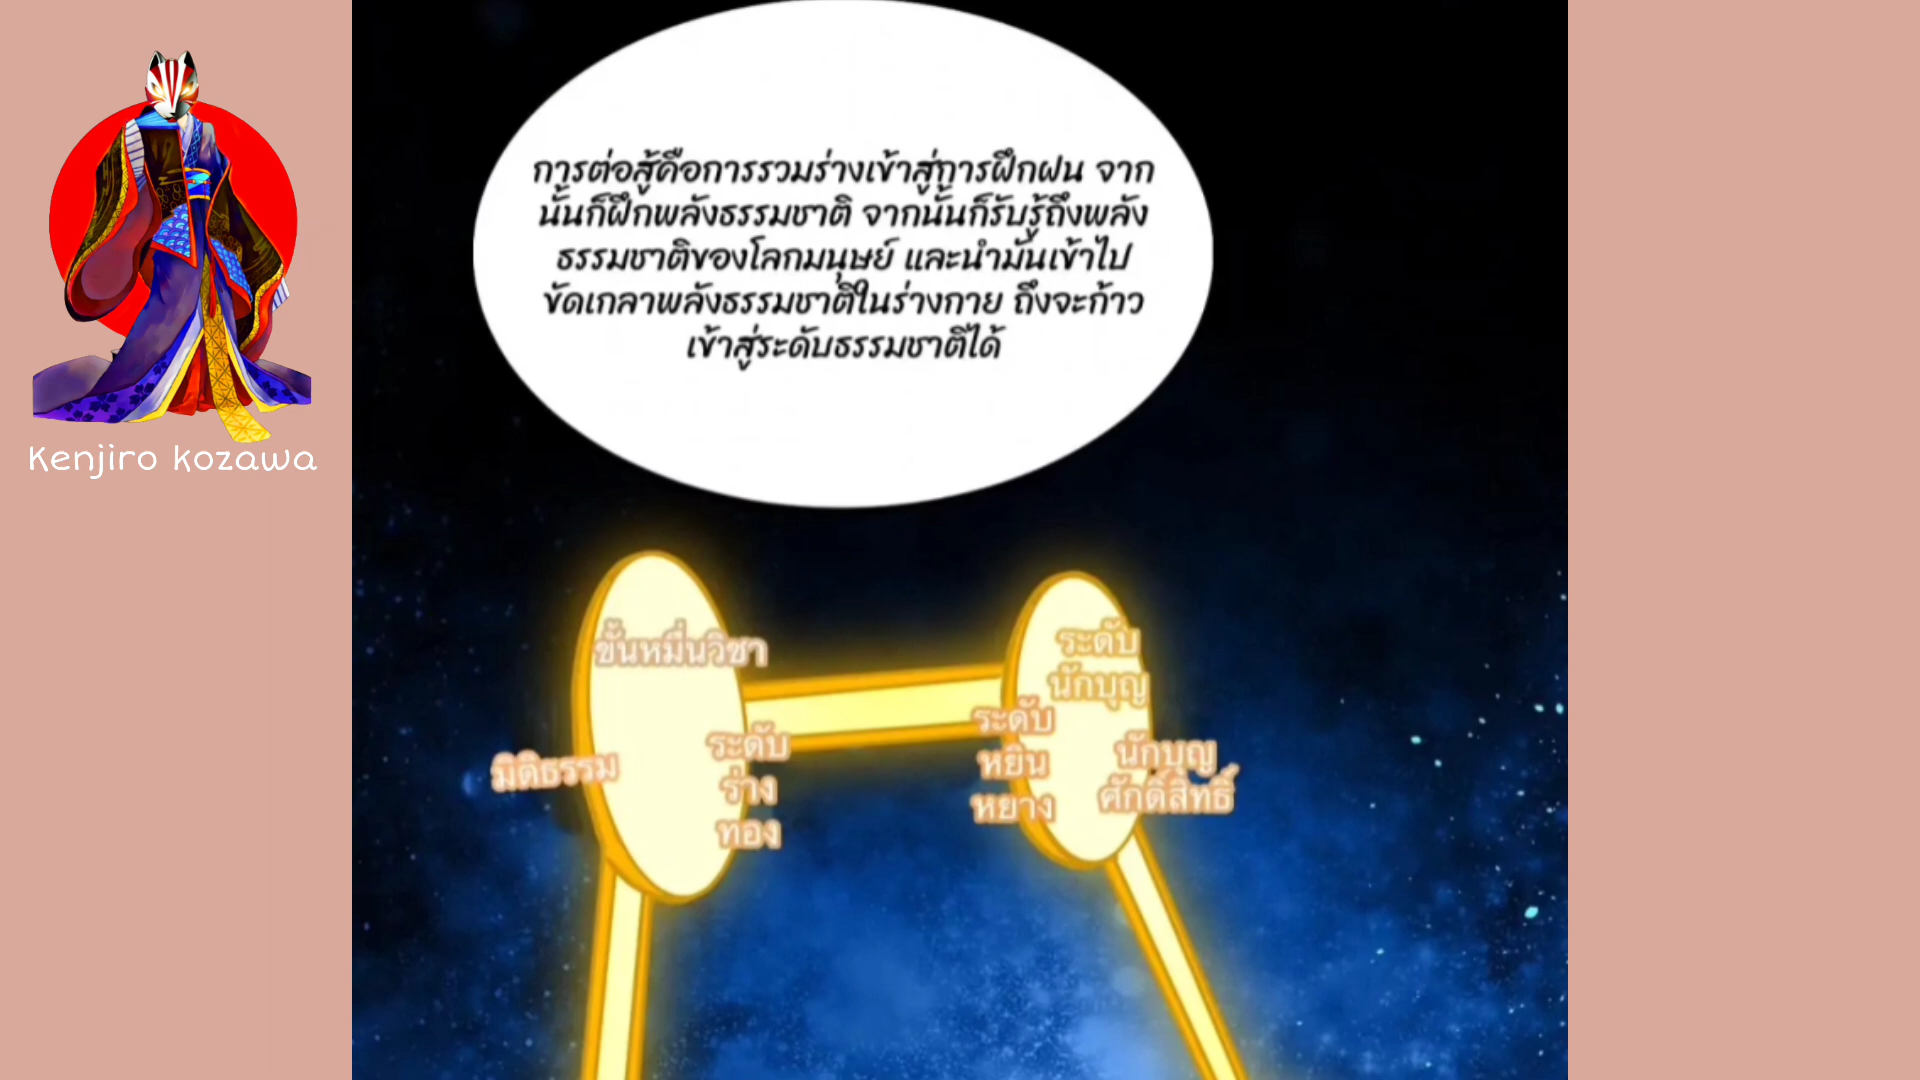 Kenjiro kozawa
การต่อสู้คือการรวมร่างเข้าสู่การฝึกฝน จาก
นั้นก็ฝึกพลังธรรมชาติ จากนั้นก็รับรู้ถึงพลัง
ธรรมชาติของโลกมนุษย์ และนำมันเข้าไป
ขัดเกลาพลังธรรมชาติในร่างกาย ถึงจะก้าว
เข้าสู่ระดับธรรมชาติได้
ขั้นหมื่นวิชา
มิติธรรม
ระดับ
ร่าง
ทอง
ระดับ
นักบุญ
ระดับ
หยิน
หยาง
นักบุญ
ศักดิ์สิทธิ์